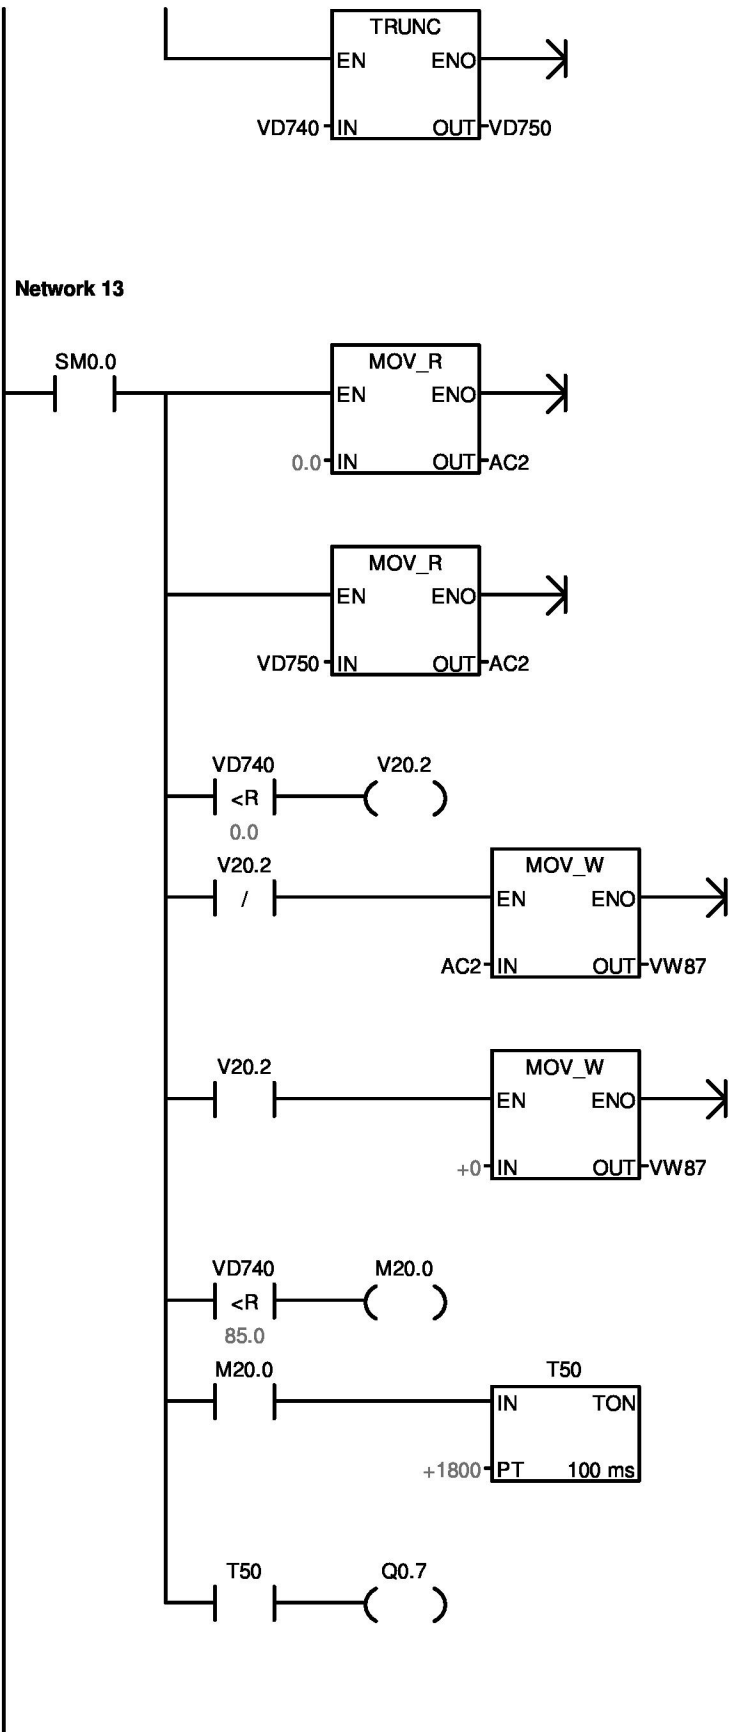 TRUNC
EN ENO
VD740 IN OUT VD750
Network 13
SM0.0
MOV_R
EN ENO
0.0 IN OUT AC2
MOV_R
EN ENO
VD750 IN OUT AC2
VD740 V20.2
<R
0.0
V20.2 MOV_W
/ EN ENO
AC2 IN OUT VW87
V20.2 MOV_W
EN ENO
+0 IN OUT VW87
VD740 M20.0
<R
85.0
M20.0 T50
IN TON
+1800 PT 100 ms
T50 Q0.7